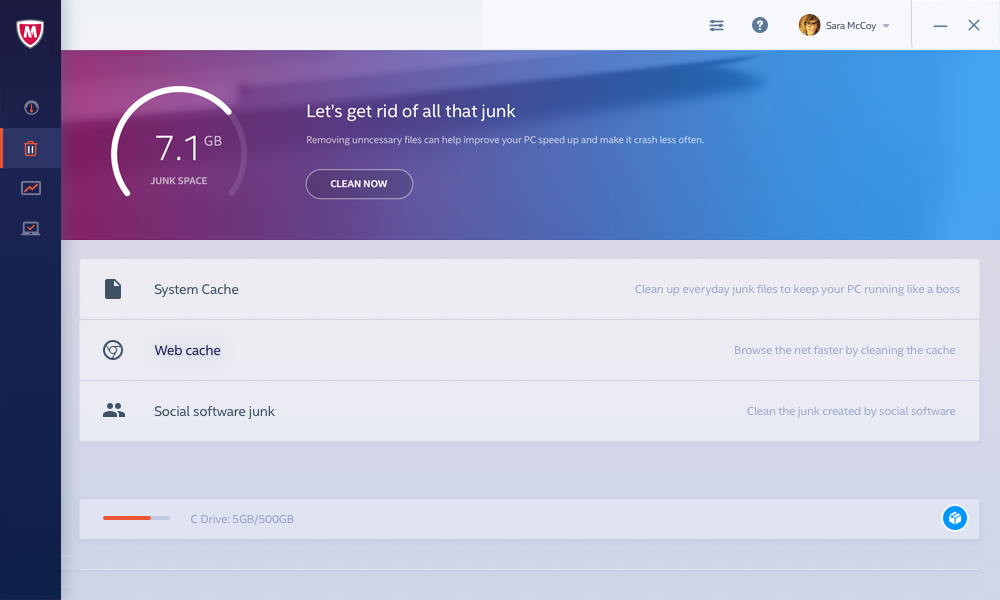 M
Sara McCoy
7.1 GB
JUNK SPACE
Let's get rid of all that junk
Removing unncessary files can help improve your PC speed up and make it crash less often.
CLEAN NOW
System Cache
Clean up everyday junk files to keep your PC running like a boss
Web cache
Browse the net faster by cleaning the cache
Social software junk
Clean the junk created by social software
C Drive: 5GB/500GB